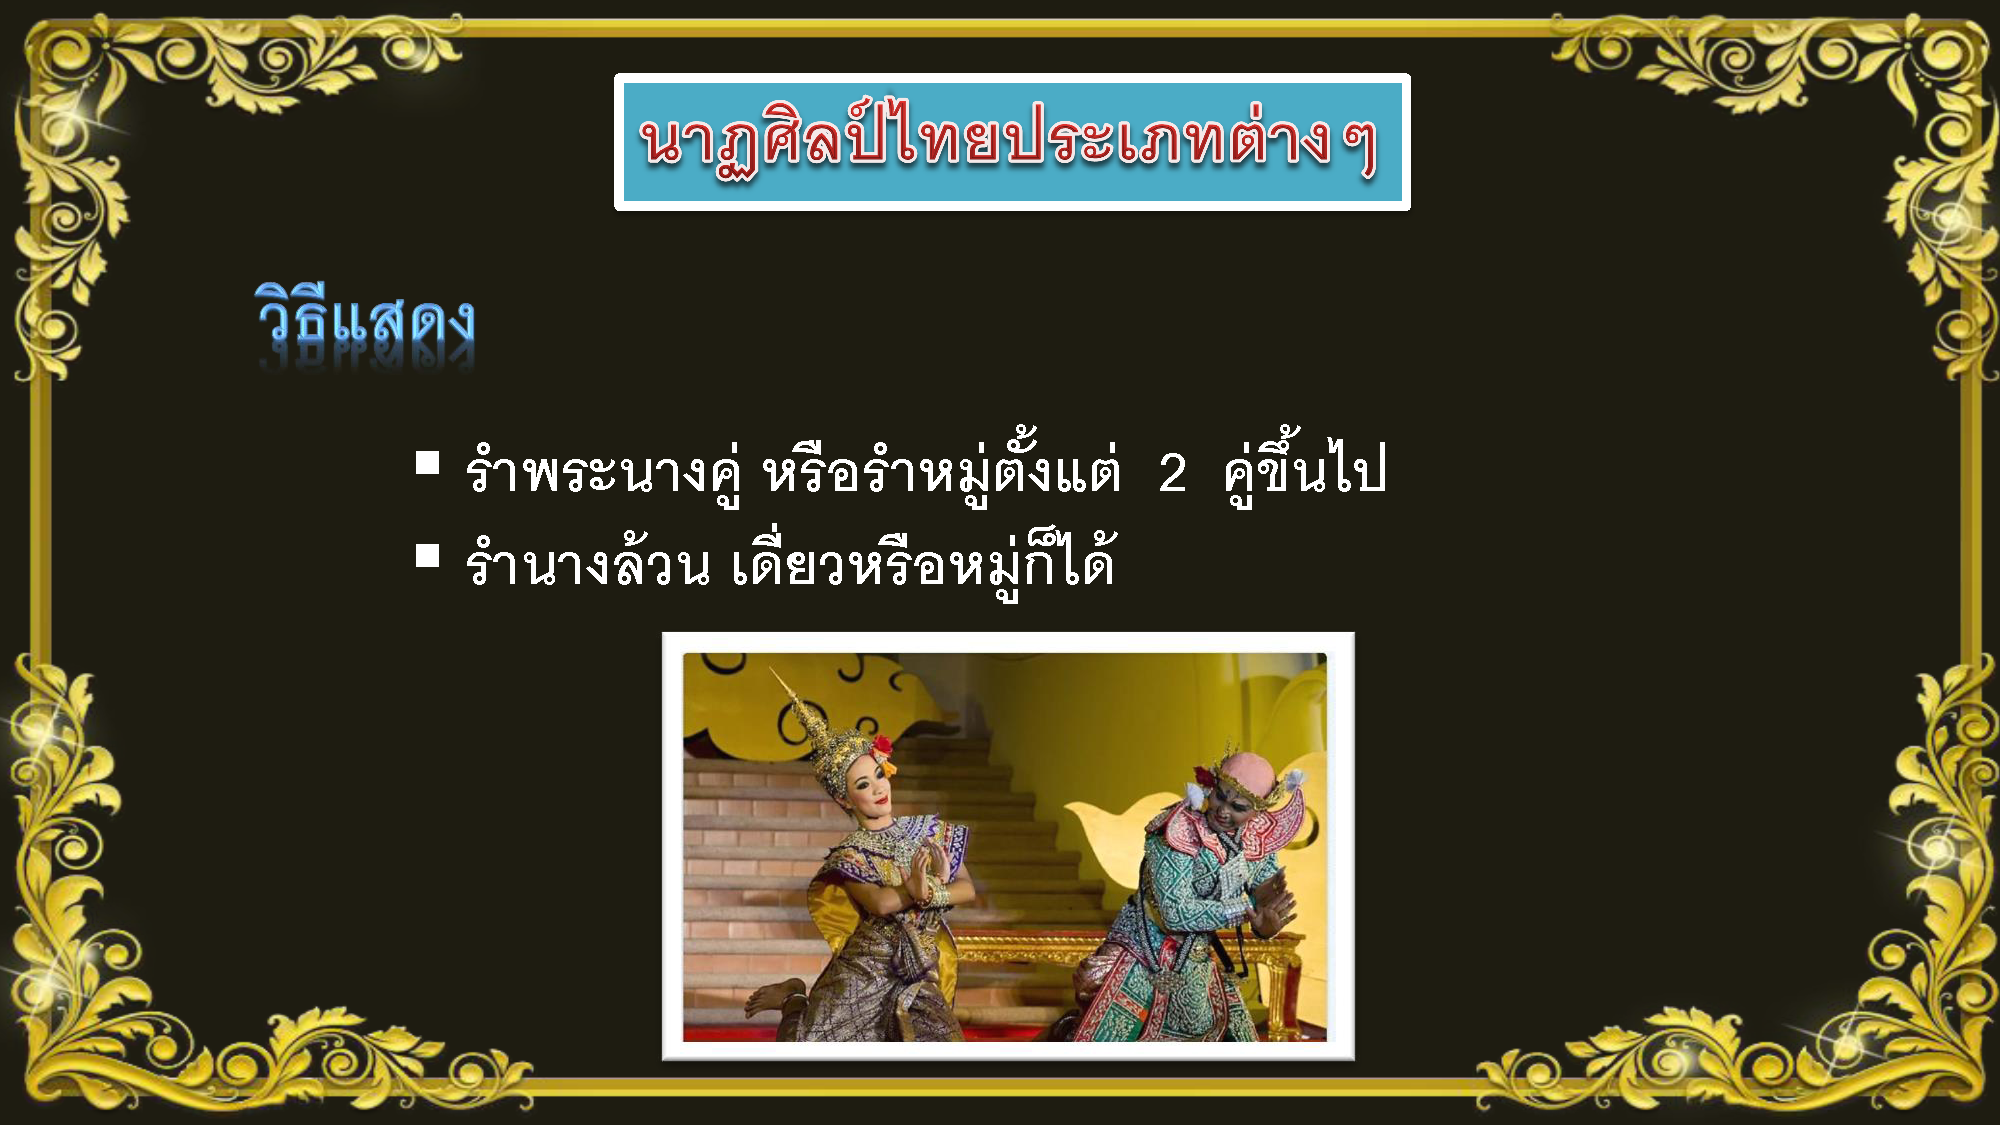 นาฏศิลป์ไทยประเภทต่างๆ
วิธีแสดง
▪ รำพระนางคู่ หรือรำหมู่ตั้งแต่ 2 คู่ขึ้นไป
▪ รำนางล้วน เดี่ยวหรือหมู่ก็ได้